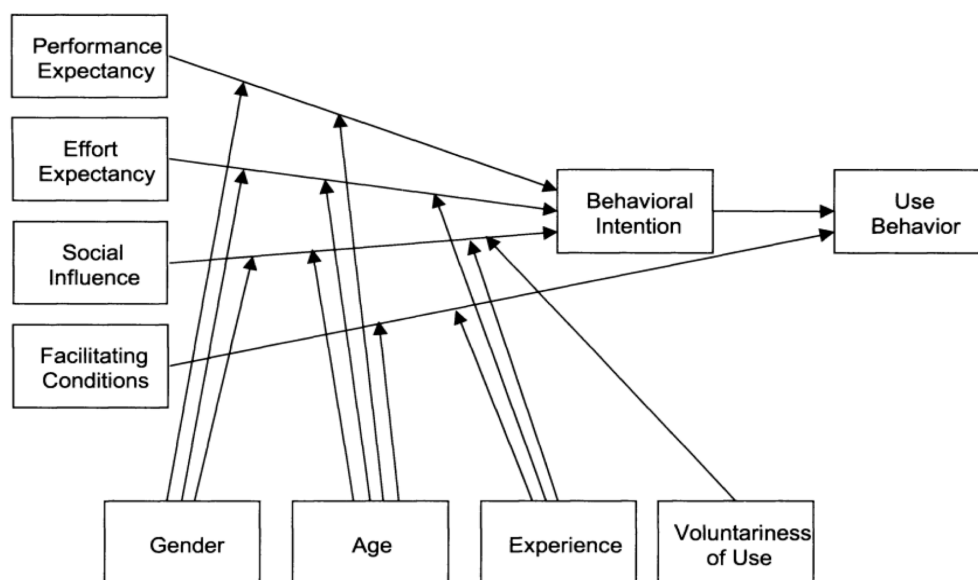 Performance
Expectancy
Effort
Expectancy
Social
Influence
Facilitating
Conditions
Behavioral
Intention
Use
Behavior
Gender
Age
Experience
Voluntariness
of Use